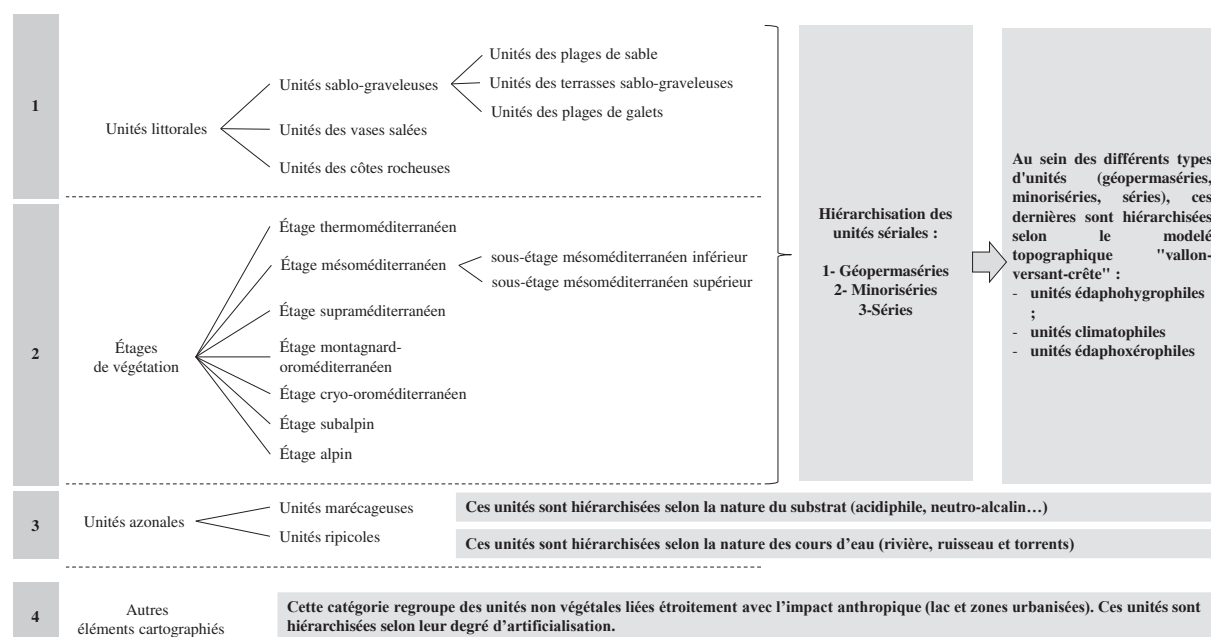 1
Unités littorales
Unités sablo-graveleuses
Unités des plages de sable
Unités des terrasses sablo-graveleuses
Unités des plages de galets
Unités des vases salées
Unités des côtes rocheuses
2
Étages
de végétation
Étage thermoméditerranéen
Étage mésoméditerranéen
sous-étage mésoméditerranéen inférieur
sous-étage mésoméditerranéen supérieur
Étage supraméditerranéen
Étage montagnard-
oroméditerranéen
Étage cryo-oroméditerranéen
Étage subalpin
Étage alpin
Hiérarchisation des
unités sériales :
1- Géopermaséries
2- Minoriséries
3-Séries
Au sein des différents types
d'unités (géopermaséries,
minoriséries, séries), ces
dernières sont hiérarchisées
selon le modelé
topographique "vallon-
versant-crête" :
- unités édaphohygrophiles
;
- unités climatophiles
- unités édaphoxérophiles
3
Unités azonales
Unités marécageuses
Ces unités sont hiérarchisées selon la nature du substrat (acidiphile, neutro-alcalin…)
Unités ripicoles
Ces unités sont hiérarchisées selon la nature des cours d'eau (rivière, ruisseau et torrents)
4
Autres
éléments cartographiés
Cette catégorie regroupe des unités non végétales liées étroitement avec l'impact anthropique (lac et zones urbanisées). Ces unités sont
hiérarchisées selon leur degré d'artificialisation.